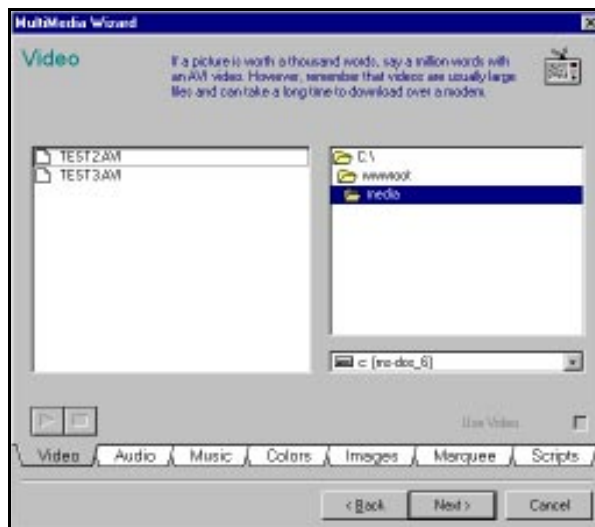 MultiMedia Wizard
Video
If a picture is worth a thousand words, say a million words with
an AVI video. However, remember that videos are usually large
files and can take a long time to download over a modem.
TEST2.AVI
TEST3.AVI
C:\
wwwroot
media
c: [ms-dos_6]
Use Video
Video
Audio
Music
Colors
Images
Marquee
Scripts
< Back
Next >
Cancel